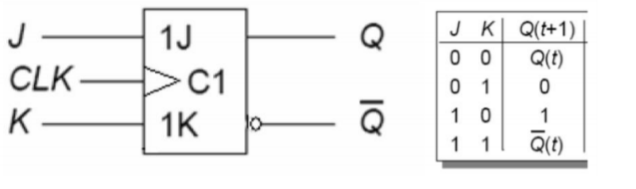 J 1J Q
CLK C1
K 1K Q̅
J K Q(t+1)
0 0 Q(t)
0 1 0
1 0 1
1 1 Q̅(t)